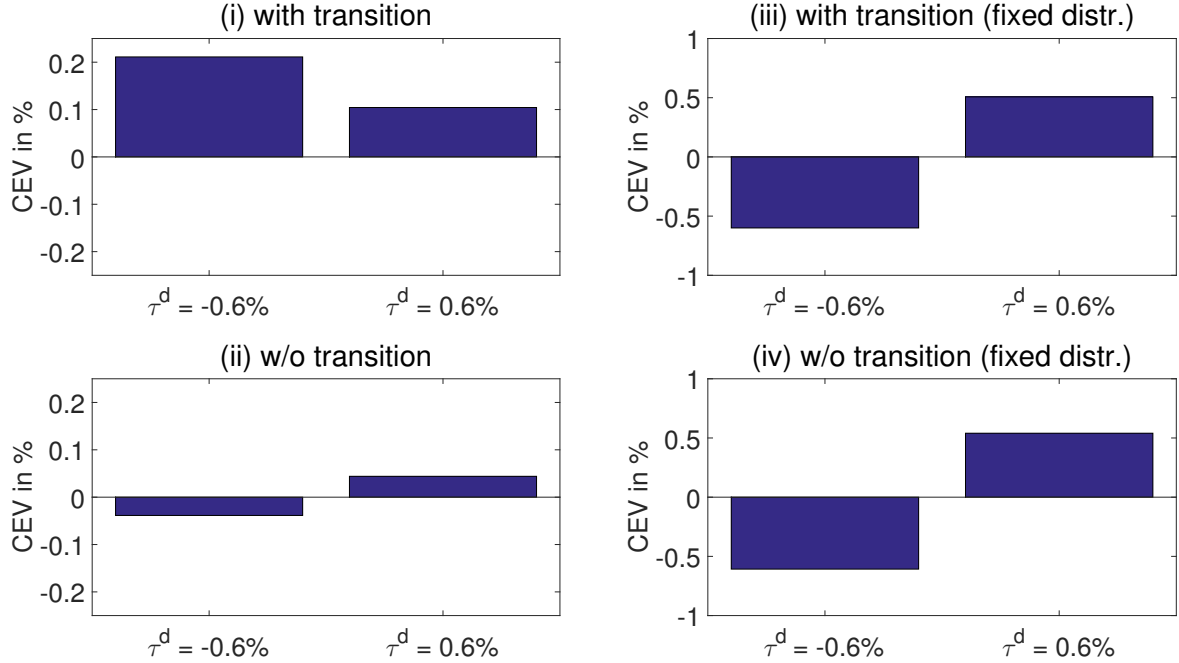 (i) with transition
CEV in %
0.2
0.1
0
-0.1
-0.2
τ^d = -0.6%
τ^d = 0.6%
(iii) with transition (fixed distr.)
CEV in %
1
0.5
0
-0.5
-1
τ^d = -0.6%
τ^d = 0.6%
(ii) w/o transition
CEV in %
0.2
0.1
0
-0.1
-0.2
τ^d = -0.6%
τ^d = 0.6%
(iv) w/o transition (fixed distr.)
CEV in %
1
0.5
0
-0.5
-1
τ^d = -0.6%
τ^d = 0.6%